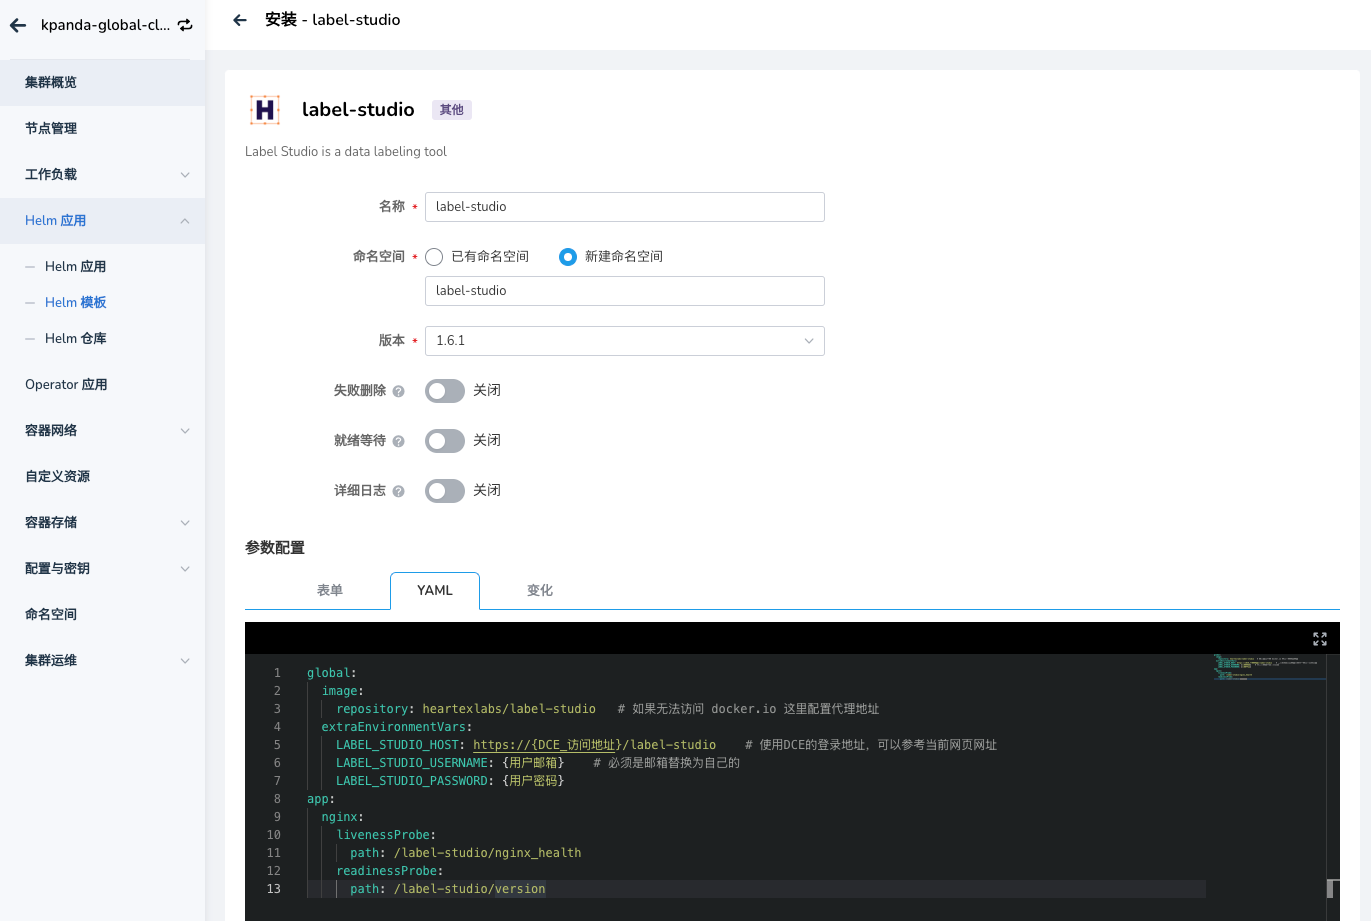 kpanda-global-cl...
集群概览
节点管理
工作负载
Helm 应用
Helm 应用
Helm 模板
Helm 仓库
Operator 应用
容器网络
自定义资源
容器存储
配置与密钥
命名空间
集群运维
安装 - label-studio
label-studio 其他
Label Studio is a data labeling tool
名称 * label-studio
命名空间 * 已有命名空间 新建命名空间
label-studio
版本 * 1.6.1
失败删除 ? 关闭
就绪等待 ? 关闭
详细日志 ? 关闭
参数配置
表单 YAML 变化
1 global:
2 image:
3 repository: heartexlabs/label-studio # 如果无法访问 docker.io 这里配置代理地址
4 extraEnvironmentVars:
5 LABEL_STUDIO_HOST: https://{DCE_访问地址}/label-studio # 使用DCE的登录地址，可以参考当前网页网址
6 LABEL_STUDIO_USERNAME: {用户邮箱} # 必须是邮箱替换为自己的
7 LABEL_STUDIO_PASSWORD: {用户密码}
8 app:
9 nginx:
10 livenessProbe:
11 path: /label-studio/nginx_health
12 readinessProbe:
13 path: /label-studio/version